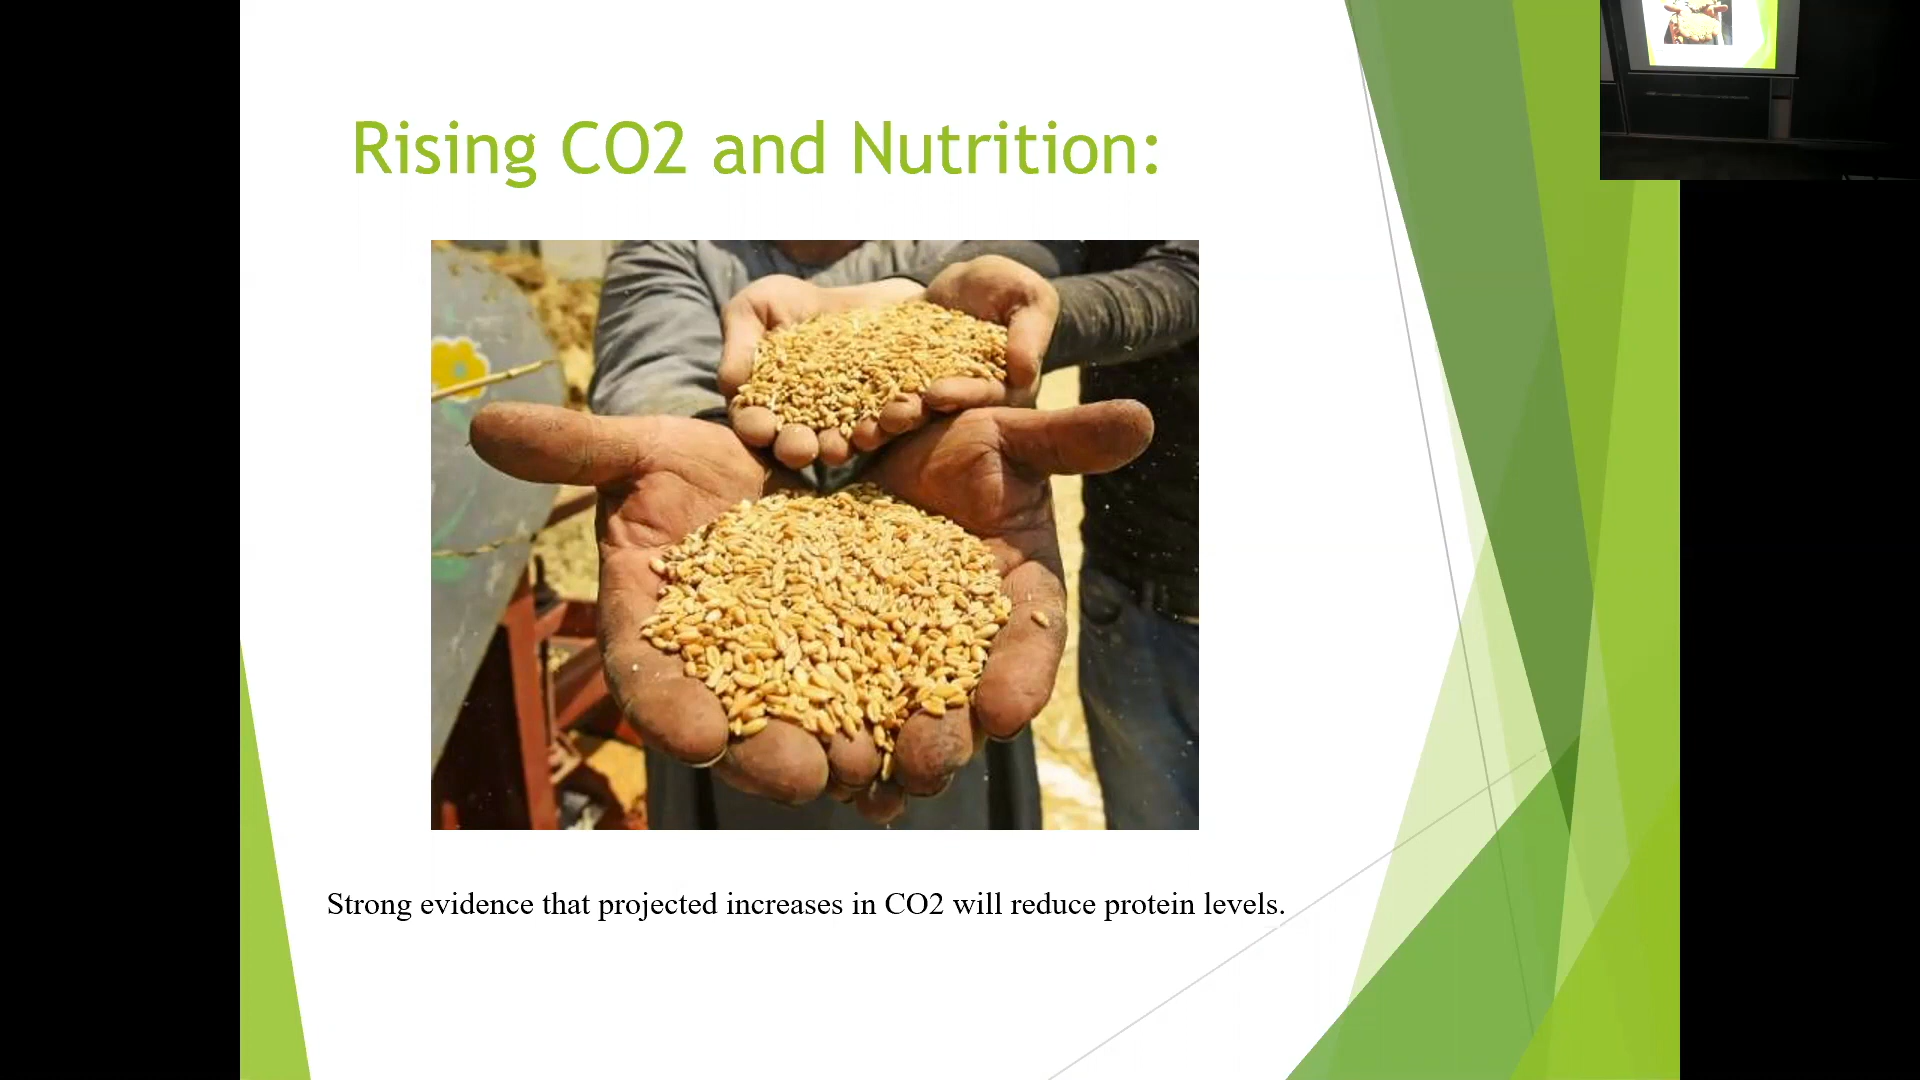 Rising CO2 and Nutrition:
Strong evidence that projected increases in CO2 will reduce protein levels.